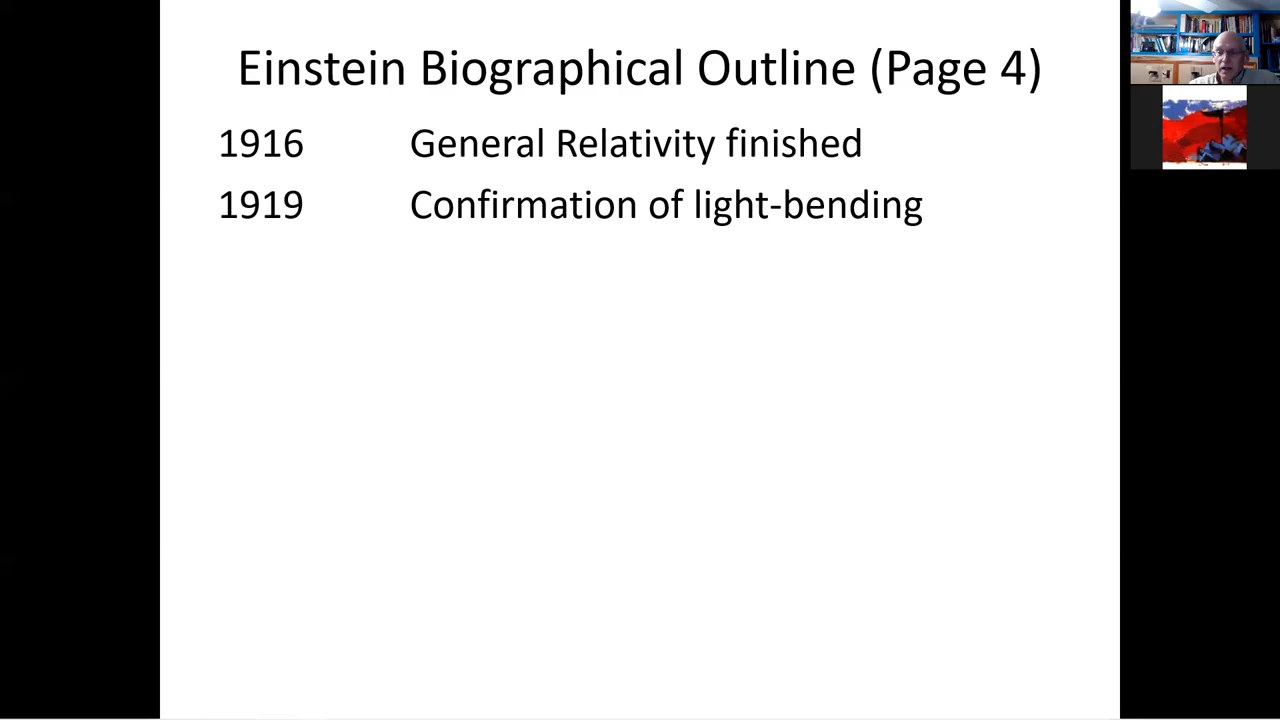 Einstein Biographical Outline (Page 4)
1916 General Relativity finished
1919 Confirmation of light-bending